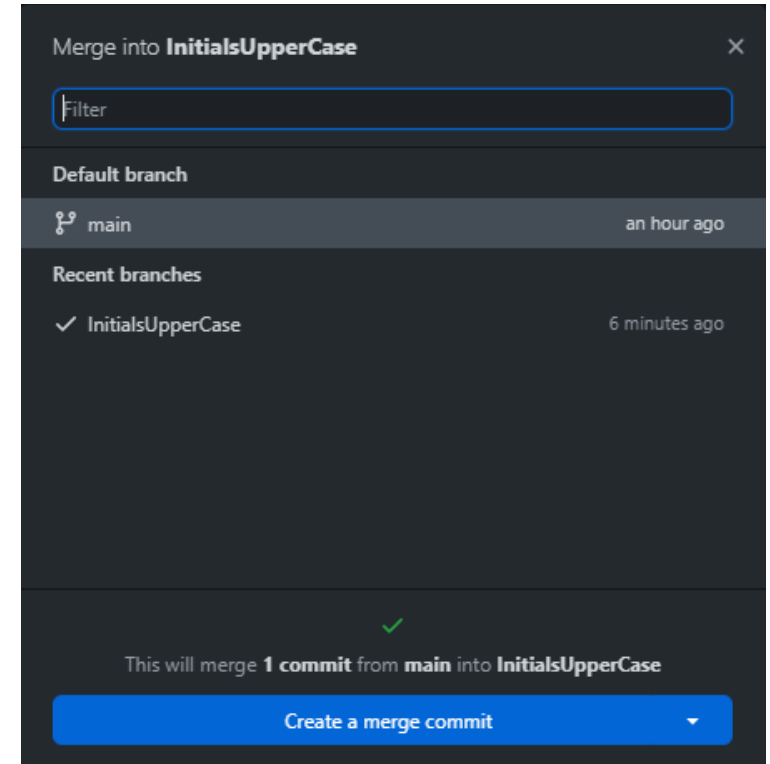 Merge into InitialsUpperCase
Filter
Default branch
main an hour ago
Recent branches
InitialsUpperCase 6 minutes ago
This will merge 1 commit from main into InitialsUpperCase
Create a merge commit